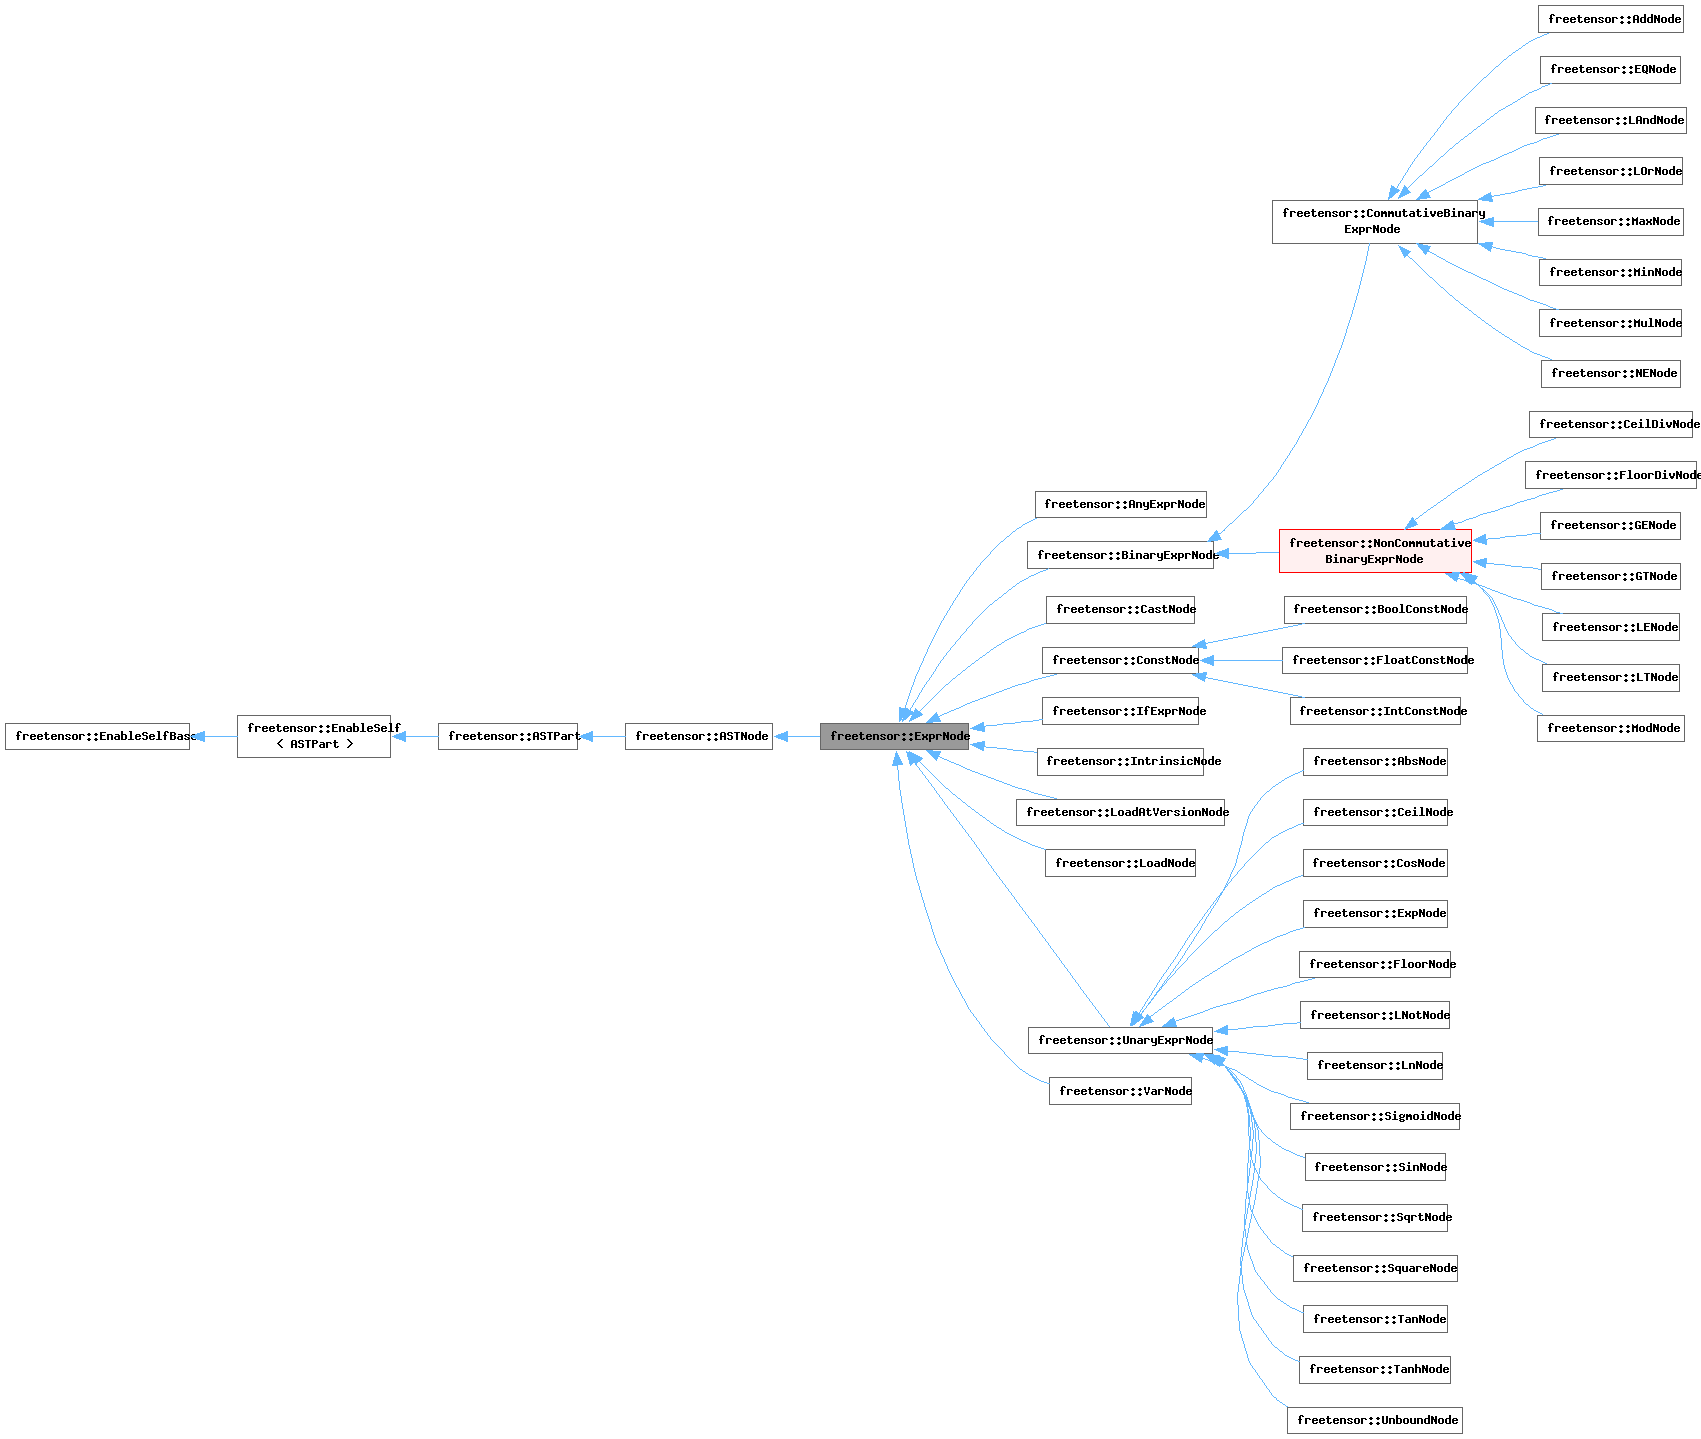 freetensor::EnableSelfBase
freetensor::EnableSelf
< ASTPart >
freetensor::ASTPart
freetensor::ASTNode
freetensor::ExprNode
freetensor::AnyExprNode
freetensor::BinaryExprNode
freetensor::CastNode
freetensor::ConstNode
freetensor::IfExprNode
freetensor::IntrinsicNode
freetensor::LoadAtVersionNode
freetensor::LoadNode
freetensor::UnaryExprNode
freetensor::VarNode
freetensor::CommutativeBinary
ExprNode
freetensor::NonCommutative
BinaryExprNode
freetensor::BoolConstNode
freetensor::FloatConstNode
freetensor::IntConstNode
freetensor::AbsNode
freetensor::CeilNode
freetensor::CosNode
freetensor::ExpNode
freetensor::FloorNode
freetensor::LNotNode
freetensor::LnNode
freetensor::SigmoidNode
freetensor::SinNode
freetensor::SqrtNode
freetensor::SquareNode
freetensor::TanNode
freetensor::TanhNode
freetensor::UnboundNode
freetensor::AddNode
freetensor::EQNode
freetensor::LAndNode
freetensor::LOrNode
freetensor::MaxNode
freetensor::MinNode
freetensor::MulNode
freetensor::NENode
freetensor::CeilDivNode
freetensor::FloorDivNode
freetensor::GENode
freetensor::GTNode
freetensor::LENode
freetensor::LTNode
freetensor::ModNode